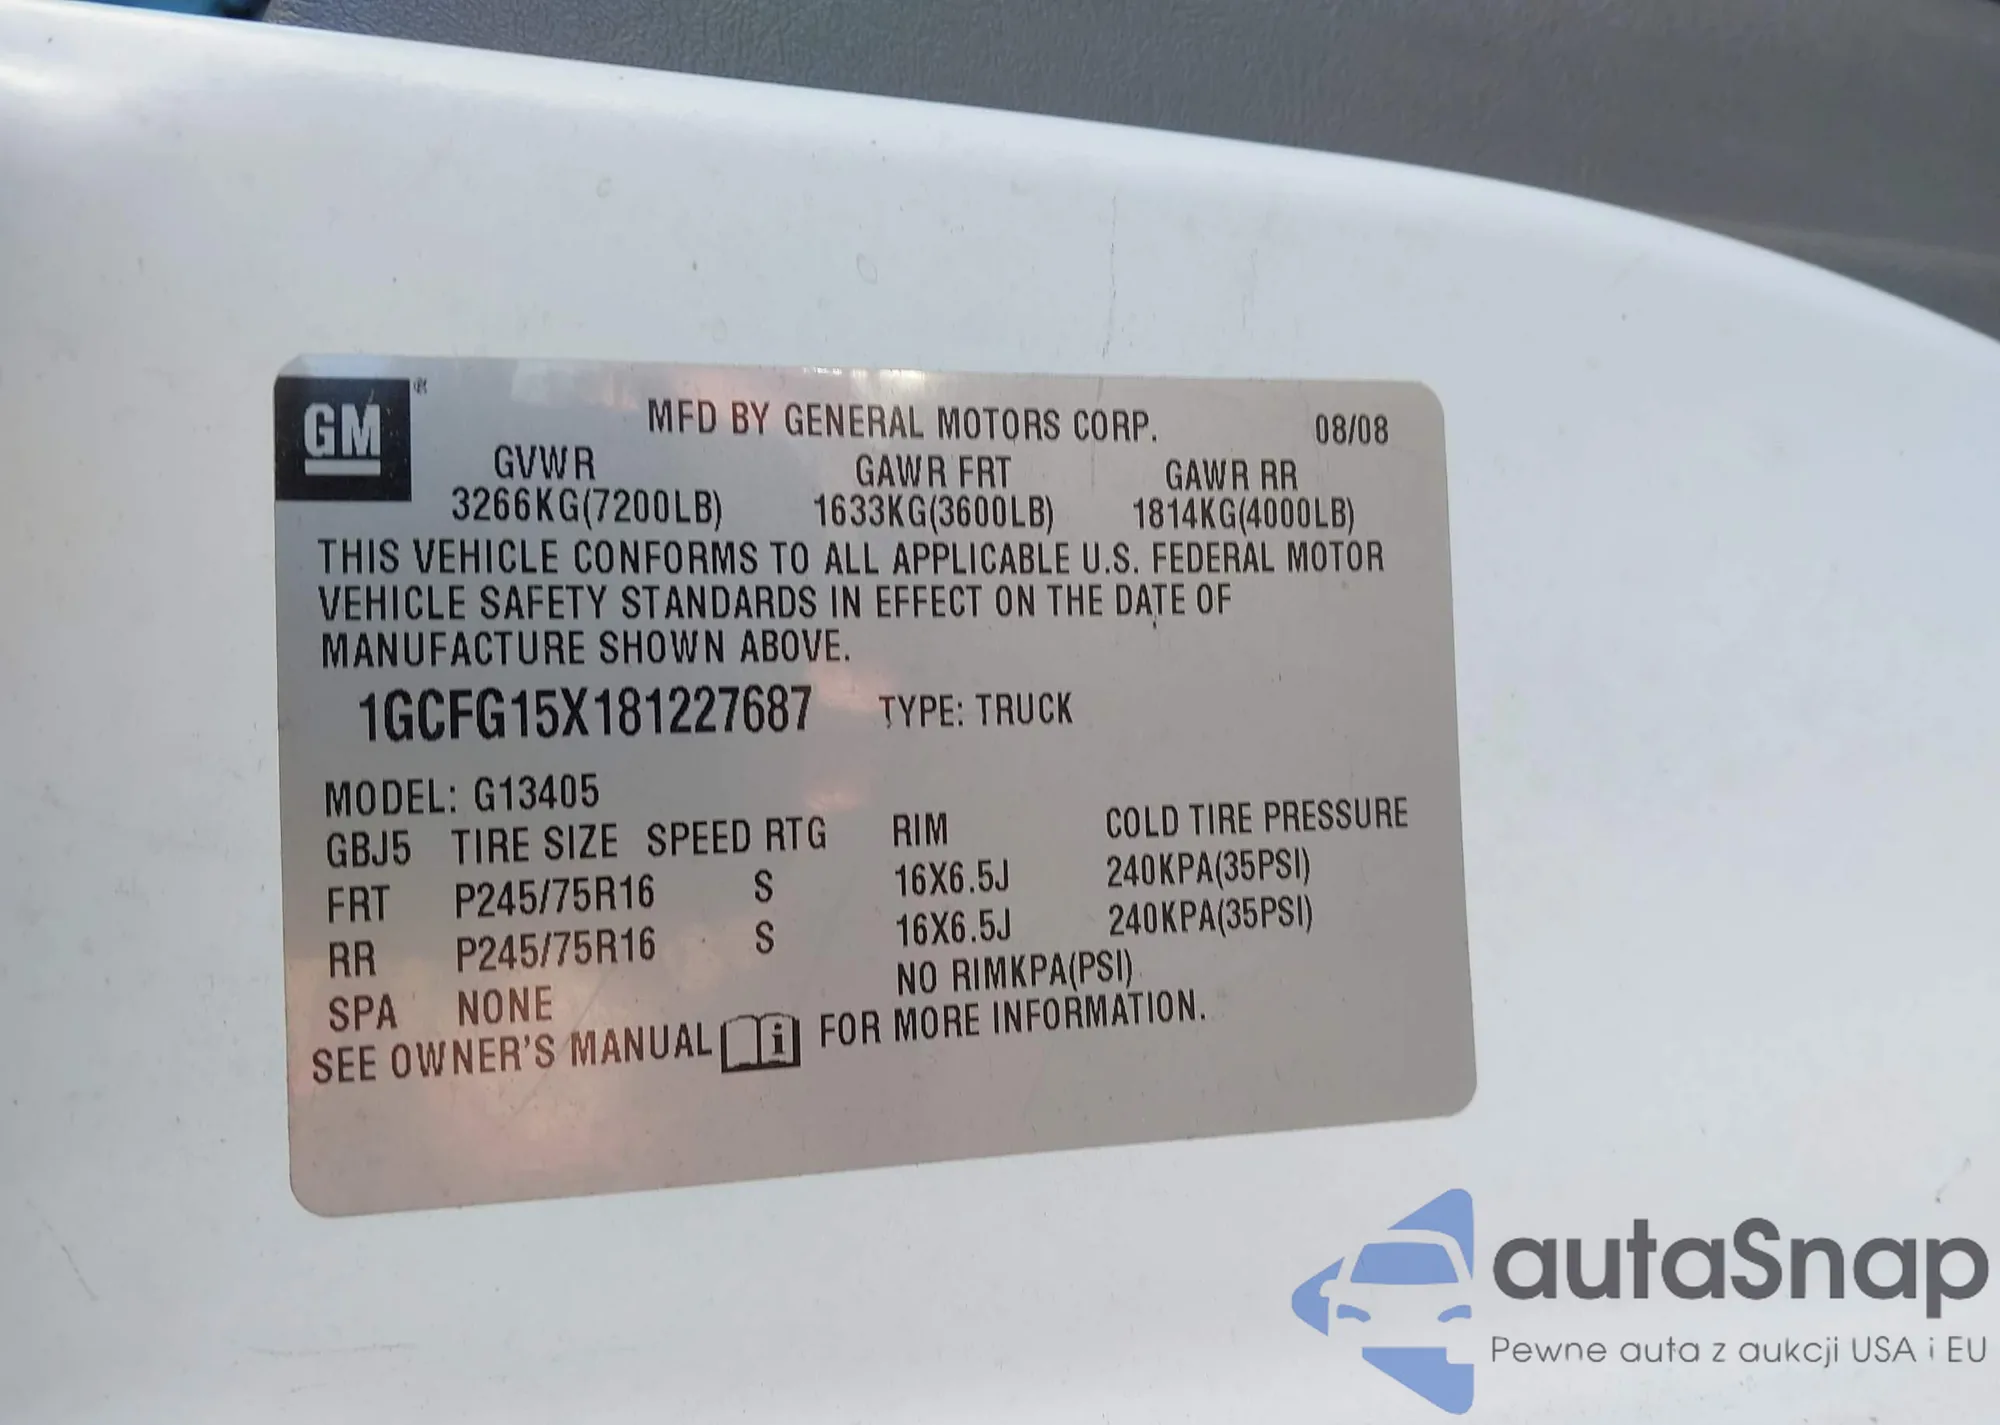 GM®
MFD BY GENERAL MOTORS CORP. 08/08
GVWR GAWR FRT GAWR RR
3266KG(7200LB) 1633KG(3600LB) 1814KG(4000LB)
THIS VEHICLE CONFORMS TO ALL APPLICABLE U.S. FEDERAL MOTOR
VEHICLE SAFETY STANDARDS IN EFFECT ON THE DATE OF
MANUFACTURE SHOWN ABOVE.
1GCFG15X181227687 TYPE: TRUCK
MODEL: G13405
GBJ5 TIRE SIZE SPEED RTG RIM COLD TIRE PRESSURE
FRT P245/75R16 S 16X6.5J 240KPA(35PSI)
RR P245/75R16 S 16X6.5J 240KPA(35PSI)
SPA NONE NO RIMKPA(PSI)
SEE OWNER'S MANUAL i FOR MORE INFORMATION.
autaSnap
Pewne auta z aukcji USA i EU